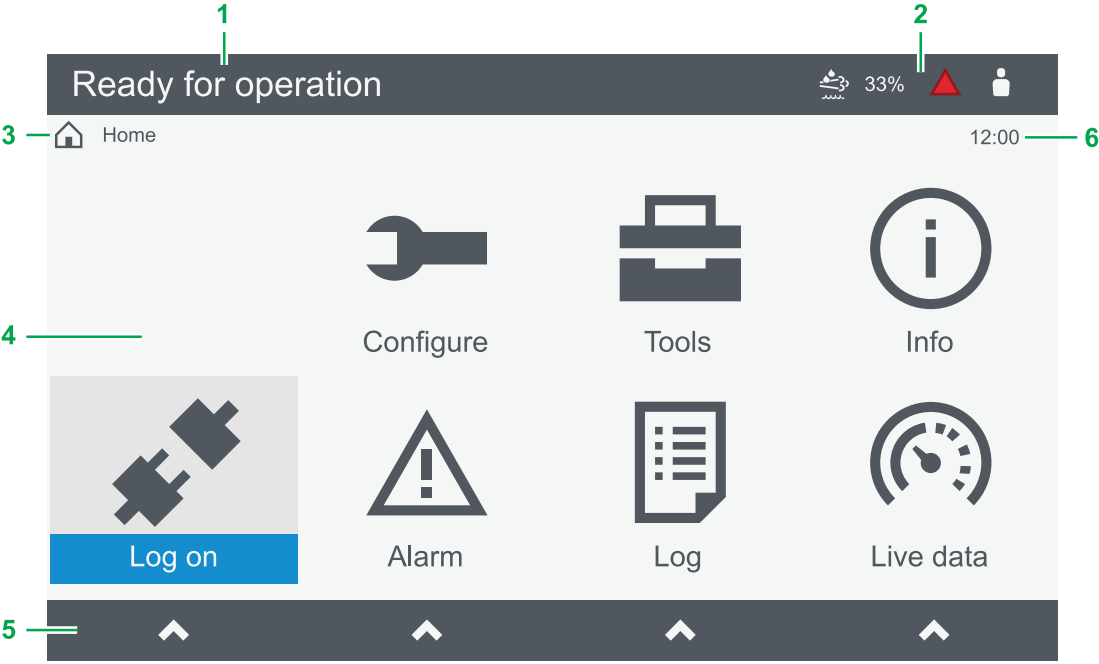 1 2
Ready for operation 33%
3 Home 12:00 6
Configure Tools Info
4
Log on Alarm Log Live data
5